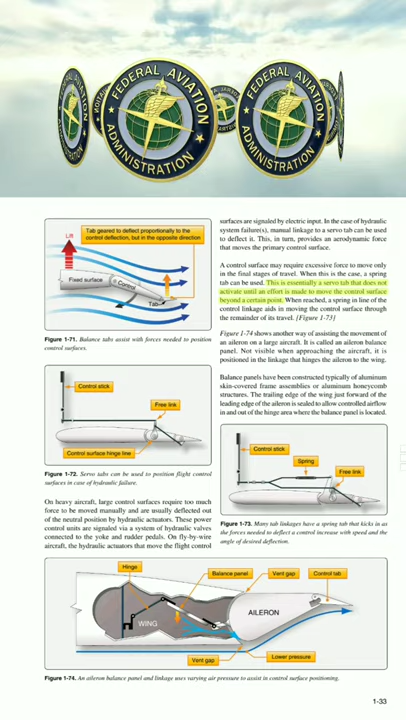 FEDERAL AVIATION
ADMINISTRATION
FEDERAL AVIATION
ADMINISTRATION
Tab geared to deflect proportionally to the
control deflection, but in the opposite direction
Lift
Fixed surface
Control
Tab
Figure 1-71. Balance tabs assist with forces needed to position
control surfaces.
Control stick
Free link
Control surface hinge line
Figure 1-72. Servo tabs can be used to position flight control
surfaces in case of hydraulic failure.
On heavy aircraft, large control surfaces require too much
force to be moved manually and are usually deflected out
of the neutral position by hydraulic actuators. These power
control units are signaled via a system of hydraulic valves
connected to the yoke and rudder pedals. On fly-by-wire
aircraft, the hydraulic actuators that move the flight control
surfaces are signaled by electric input. In the case of hydraulic
system failure(s), manual linkage to a servo tab can be used
to deflect it. This, in turn, provides an aerodynamic force
that moves the primary control surface.
A control surface may require excessive force to move only
in the final stages of travel. When this is the case, a spring
tab can be used. This is essentially a servo tab that does not
activate until an effort is made to move the control surface
beyond a certain point. When reached, a spring in line of the
control linkage aids in moving the control surface through
the remainder of its travel. [Figure 1-73]
Figure 1-74 shows another way of assisting the movement of
an aileron on a large aircraft. It is called an aileron balance
panel. Not visible when approaching the aircraft, it is
positioned in the linkage that hinges the aileron to the wing.
Balance panels have been constructed typically of aluminum
skin-covered frame assemblies or aluminum honeycomb
structures. The trailing edge of the wing just forward of the
leading edge of the aileron is sealed to allow controlled airflow
in and out of the hinge area where the balance panel is located.
Control stick
Spring
Free link
Figure 1-73. Many tab linkages have a spring tab that kicks in as
the forces needed to deflect a control increase with speed and the
angle of desired deflection.
Hinge
Balance panel
Vent gap
Control tab
WING
AILERON
Vent gap
Lower pressure
Figure 1-74. An aileron balance panel and linkage uses varying air pressure to assist in control surface positioning.
1-33